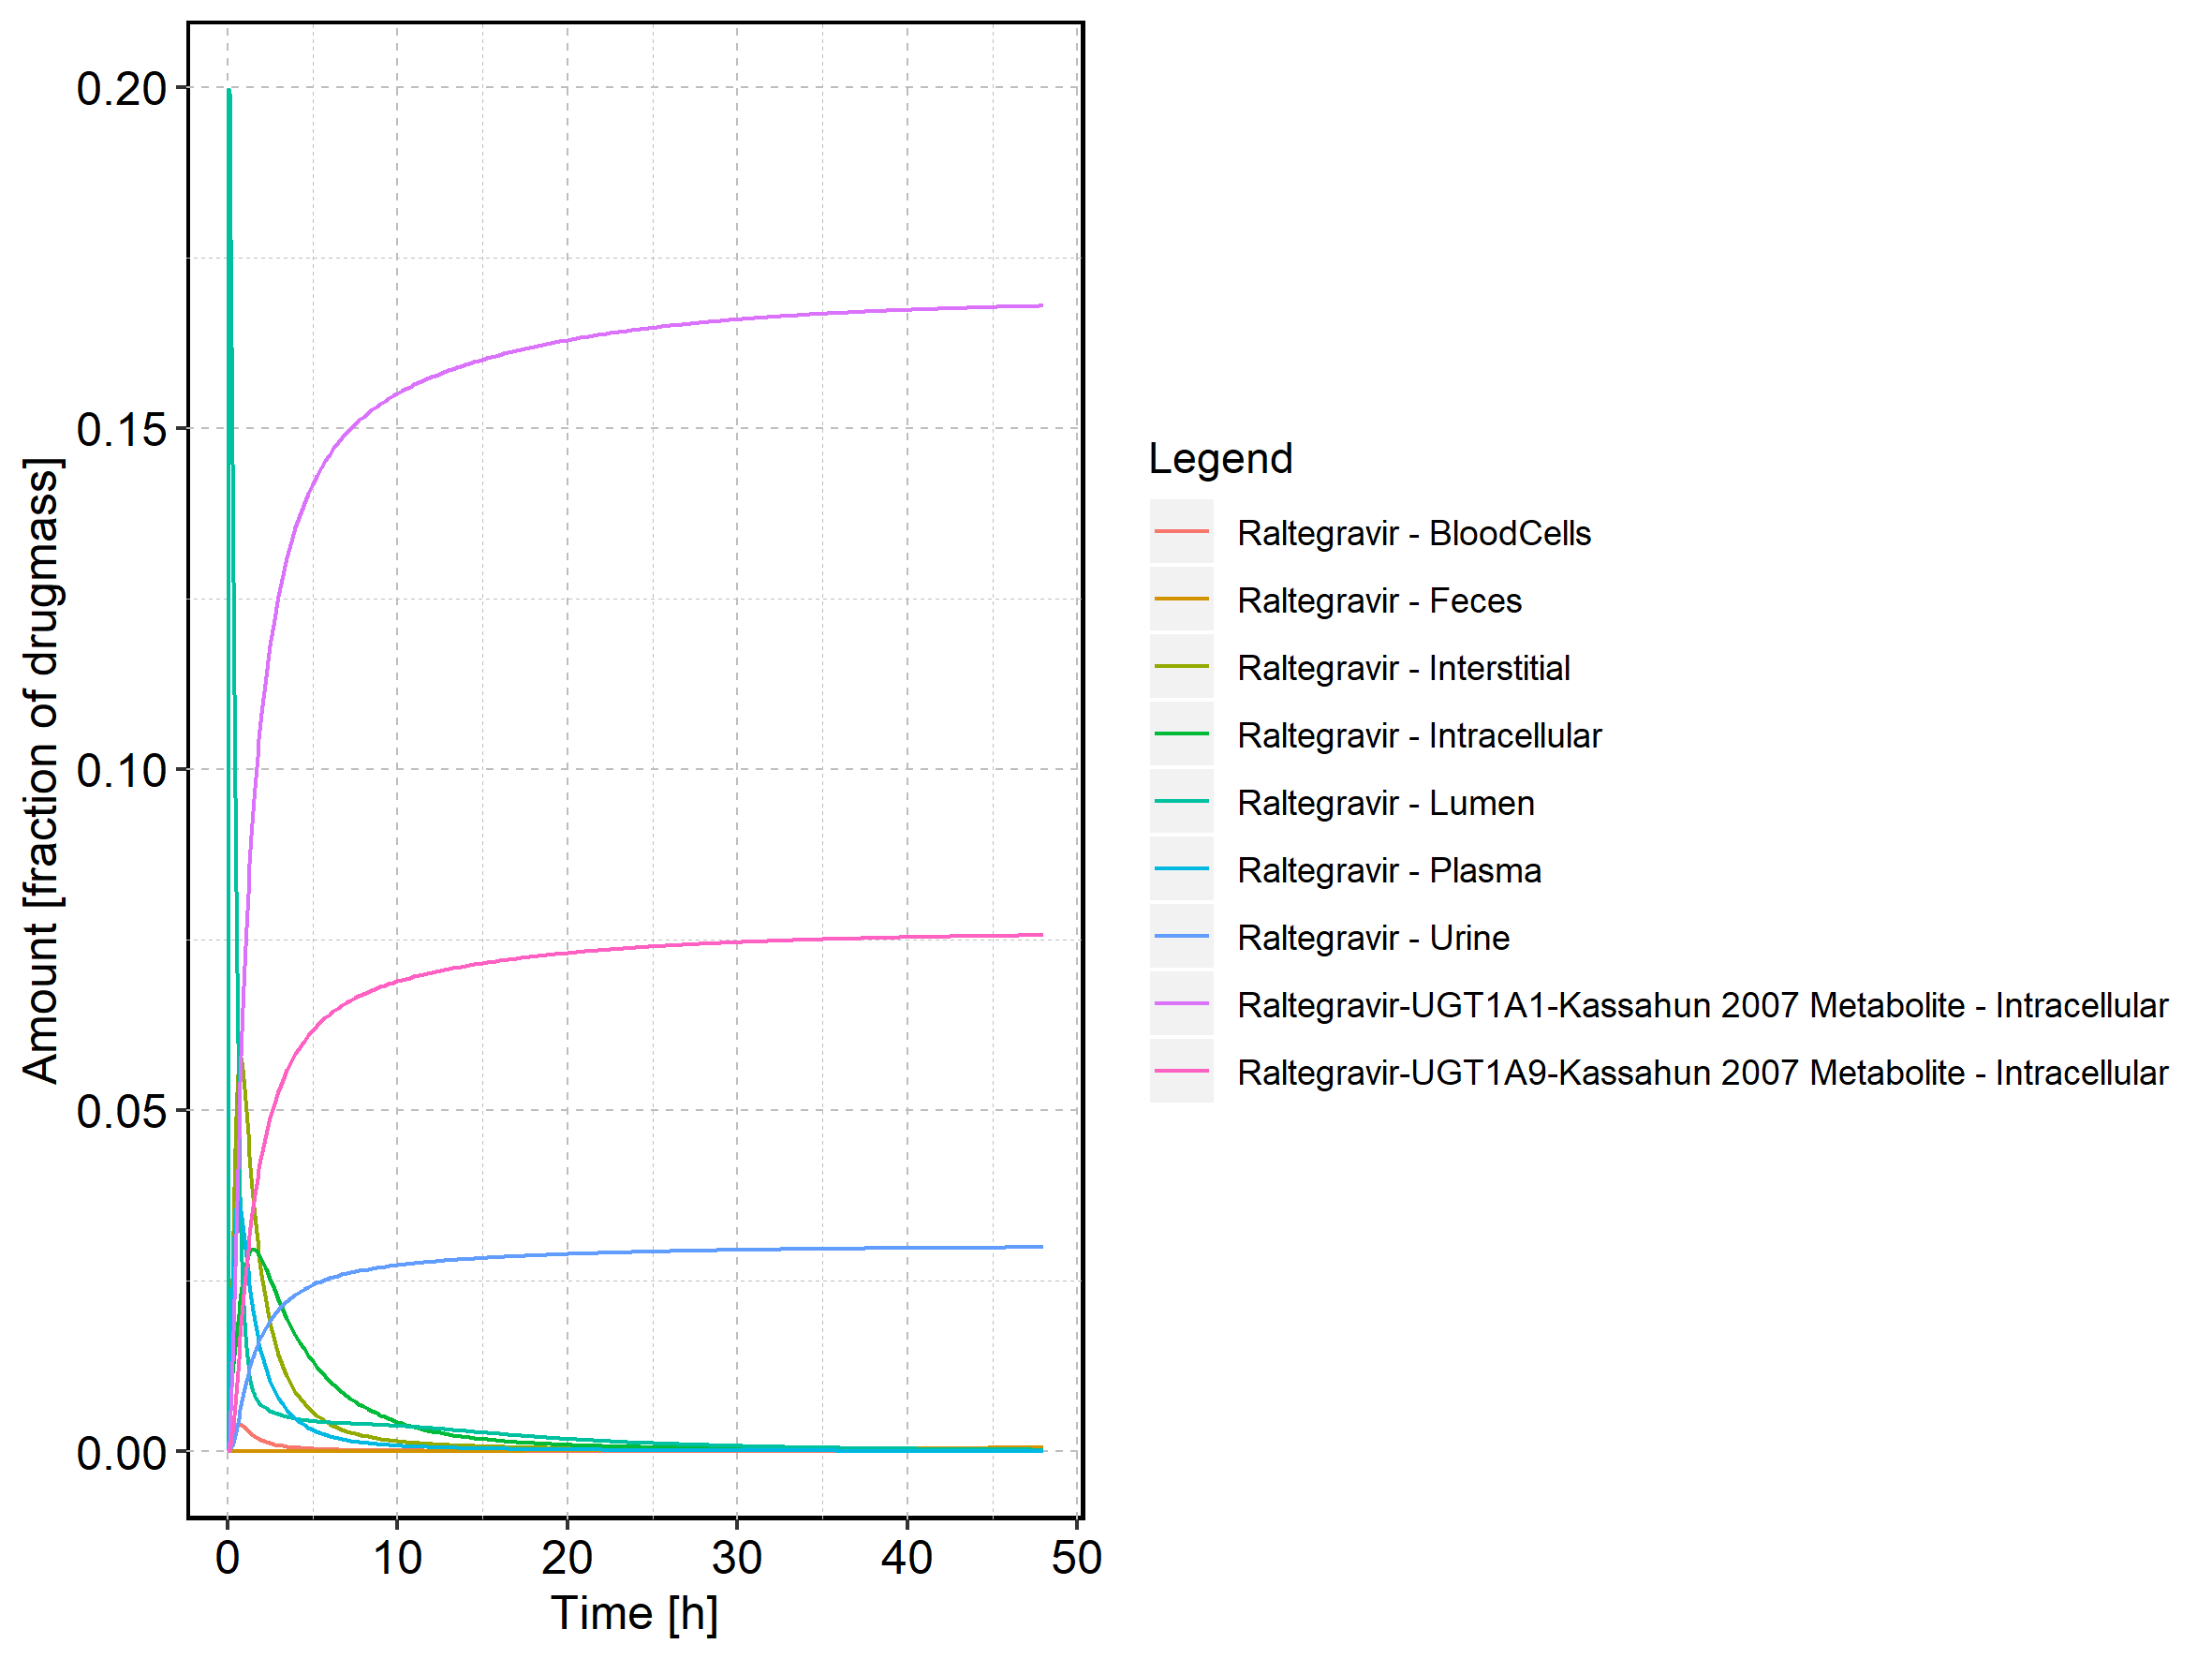 Amount [fraction of drugmass]
0.20
0.15
0.10
0.05
0.00
0 10 20 30 40 50
Time [h]
Legend
Raltegravir - BloodCells
Raltegravir - Feces
Raltegravir - Interstitial
Raltegravir - Intracellular
Raltegravir - Lumen
Raltegravir - Plasma
Raltegravir - Urine
Raltegravir-UGT1A1-Kassahun 2007 Metabolite - Intracellular
Raltegravir-UGT1A9-Kassahun 2007 Metabolite - Intracellular